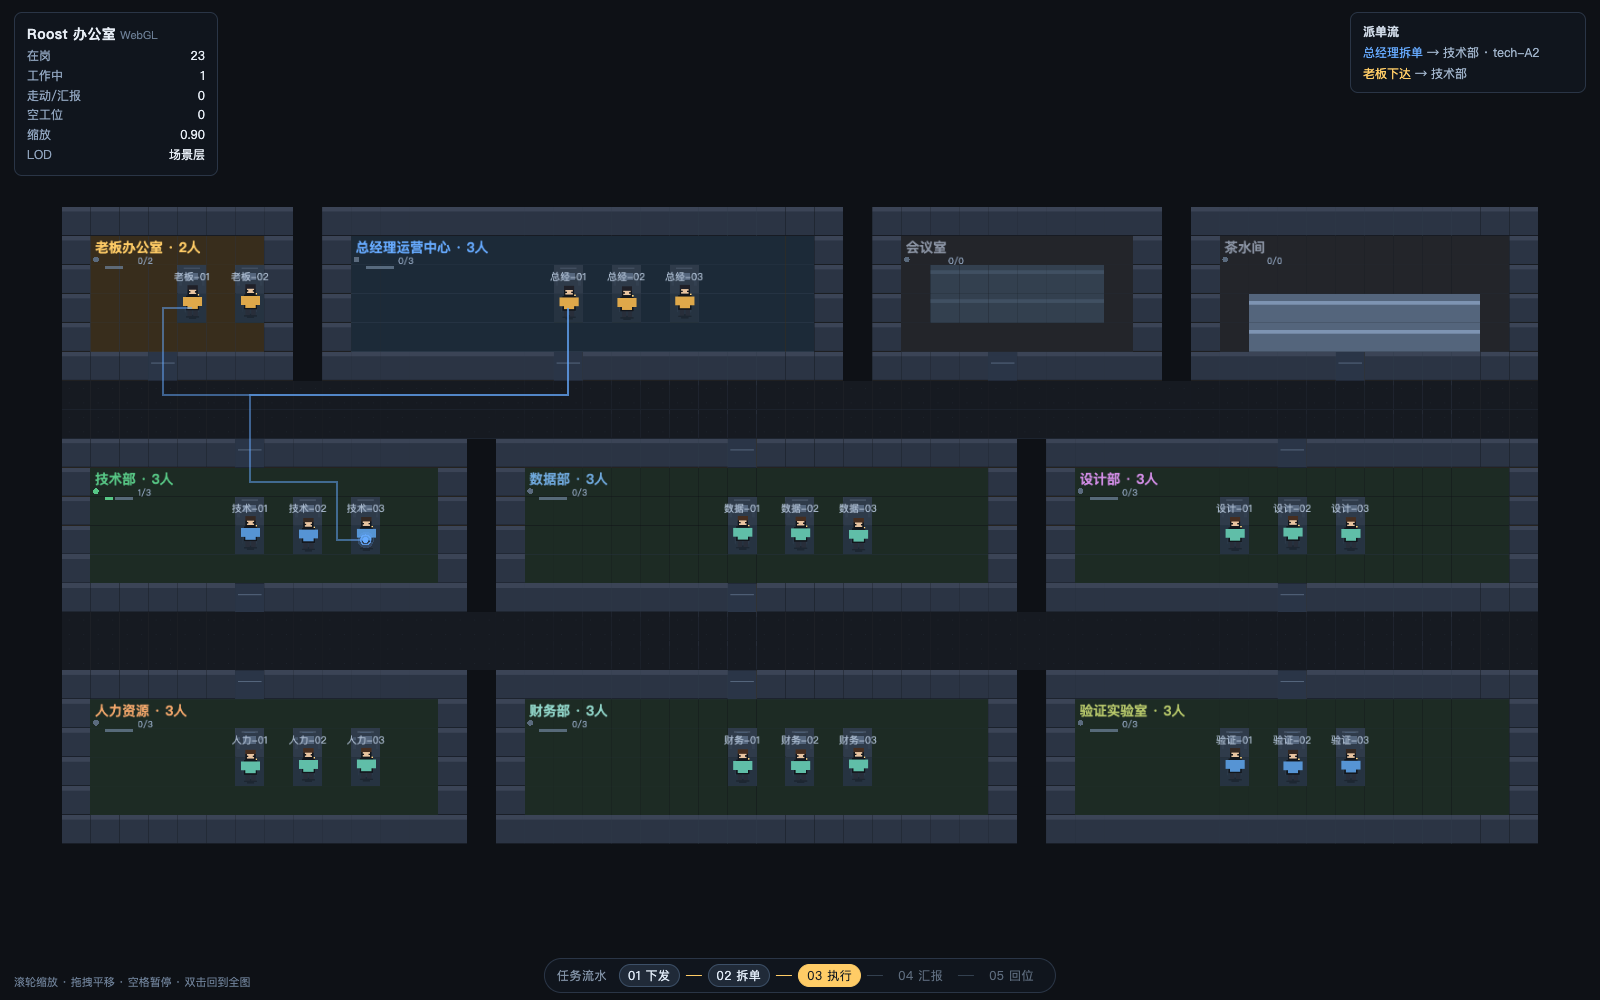 Roost 办公室 WebGL
在岗 23
工作中 1
走动/汇报 0
空工位 0
缩放 0.90
LOD 场景层
派单流
总经理拆单 → 技术部 · tech-A2
老板下达 → 技术部
老板办公室 · 2人
0/2
老板-01 老板-02
总经理运营中心 · 3人
0/3
总经-01 总经-02 总经-03
会议室
0/0
茶水间
0/0
技术部 · 3人
1/3
技术-01 技术-02 技术-03
数据部 · 3人
0/3
数据-01 数据-02 数据-03
设计部 · 3人
0/3
设计-01 设计-02 设计-03
人力资源 · 3人
0/3
人力-01 人力-02 人力-03
财务部 · 3人
0/3
财务-01 财务-02 财务-03
验证实验室 · 3人
0/3
验证-01 验证-02 验证-03
滚轮缩放 · 拖拽平移 · 空格暂停 · 双击回到全图
任务流水 01 下发 — 02 拆单 — 03 执行 — 04 汇报 — 05 回位